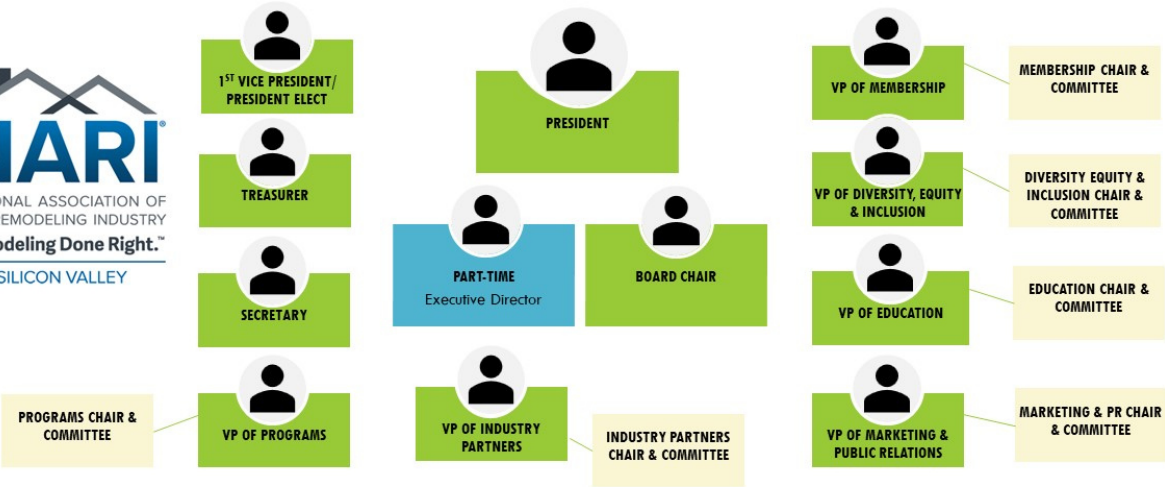 1ST VICE PRESIDENT/
PRESIDENT ELECT
PRESIDENT
VP OF MEMBERSHIP
MEMBERSHIP CHAIR &
COMMITTEE
ARI®
ONAL ASSOCIATION OF
REMODELING INDUSTRY
odeling Done Right.™
SILICON VALLEY
TREASURER
VP OF DIVERSITY, EQUITY
& INCLUSION
DIVERSITY EQUITY &
INCLUSION CHAIR &
COMMITTEE
SECRETARY
PART-TIME
Executive Director
BOARD CHAIR
VP OF EDUCATION
EDUCATION CHAIR &
COMMITTEE
PROGRAMS CHAIR &
COMMITTEE
VP OF PROGRAMS
VP OF INDUSTRY
PARTNERS
INDUSTRY PARTNERS
CHAIR & COMMITTEE
VP OF MARKETING &
PUBLIC RELATIONS
MARKETING & PR CHAIR
& COMMITTEE